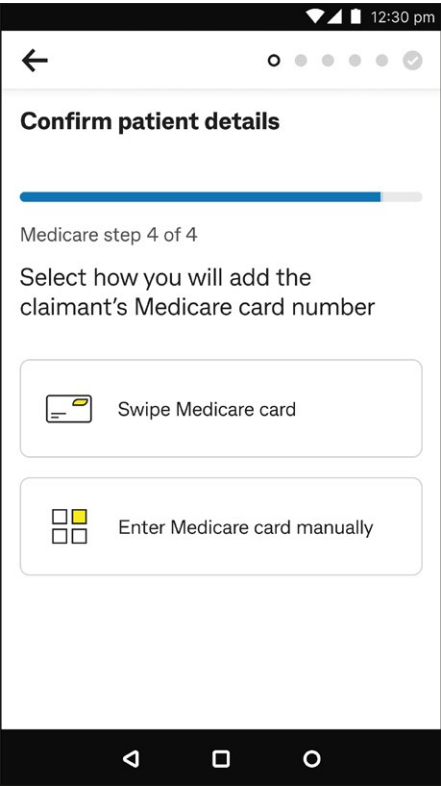 12:30 pm
Confirm patient details
Medicare step 4 of 4
Select how you will add the
claimant’s Medicare card number
Swipe Medicare card
Enter Medicare card manually